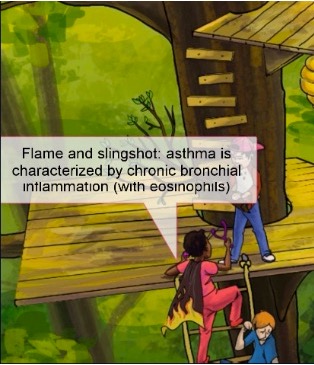 Flame and slingshot: asthma is
characterized by chronic bronchial
inflammation (with eosinophils)